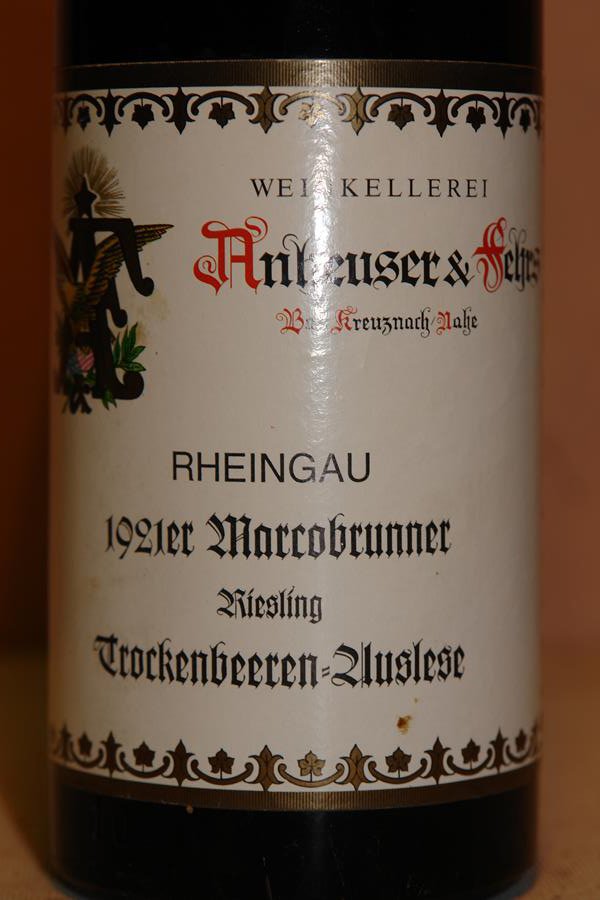 WEINKELLEREI
Anheuser & Fehrs
Bad Kreuznach/Nahe
RHEINGAU
1921er Marcobrunner
Riesling
Trockenbeeren-Auslese